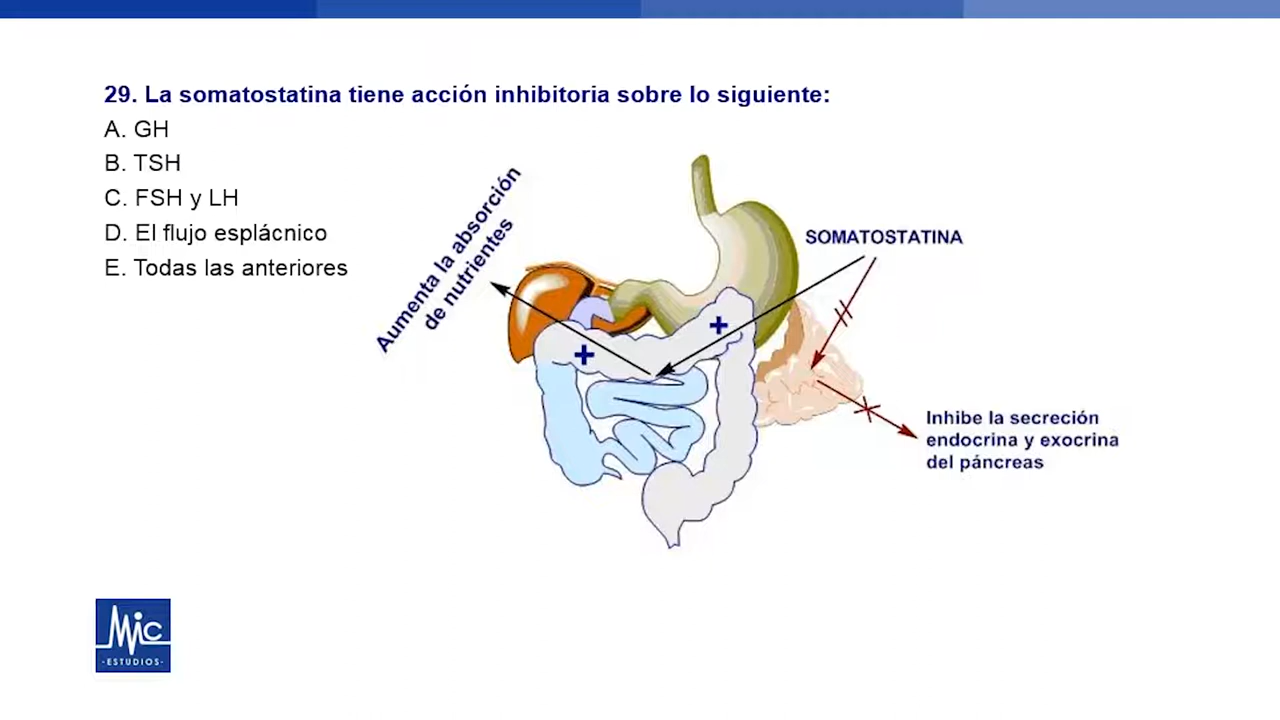 29. La somatostatina tiene acción inhibitoria sobre lo siguiente:
A. GH
B. TSH
C. FSH y LH
D. El flujo esplácnico
E. Todas las anteriores
Aumenta la absorción
de nutrientes
SOMATOSTATINA
+
+
Inhibe la secreción
endocrina y exocrina
del páncreas
Mic
·ESTUDIOS·